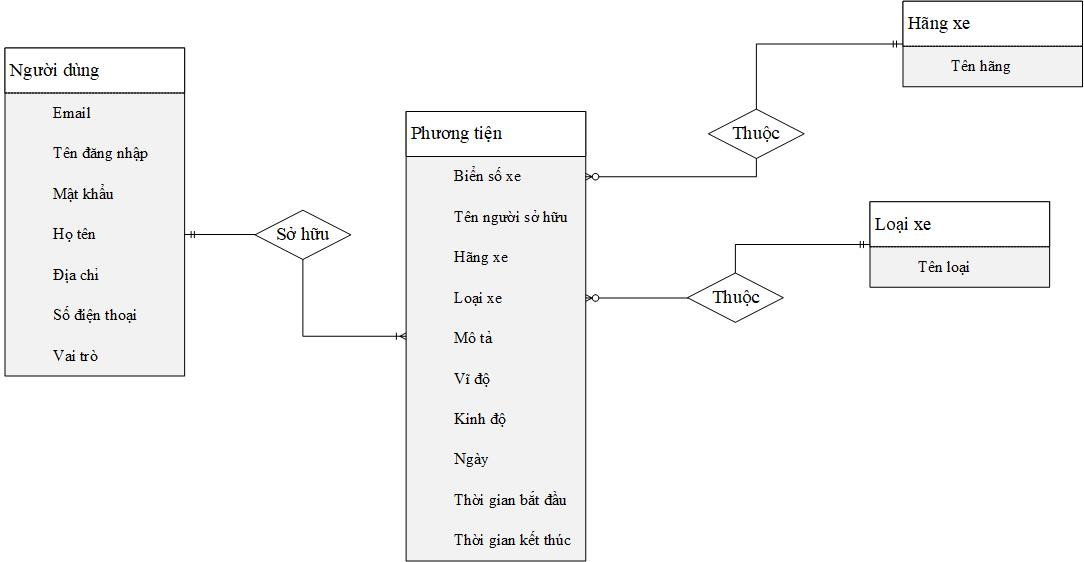 Người dùng
Email
Tên đăng nhập
Mật khẩu
Họ tên
Địa chỉ
Số điện thoại
Vai trò
Sở hữu
Phương tiện
Biển số xe
Tên người sở hữu
Hãng xe
Loại xe
Mô tả
Vĩ độ
Kinh độ
Ngày
Thời gian bắt đầu
Thời gian kết thúc
Thuộc
Hãng xe
Tên hãng
Thuộc
Loại xe
Tên loại